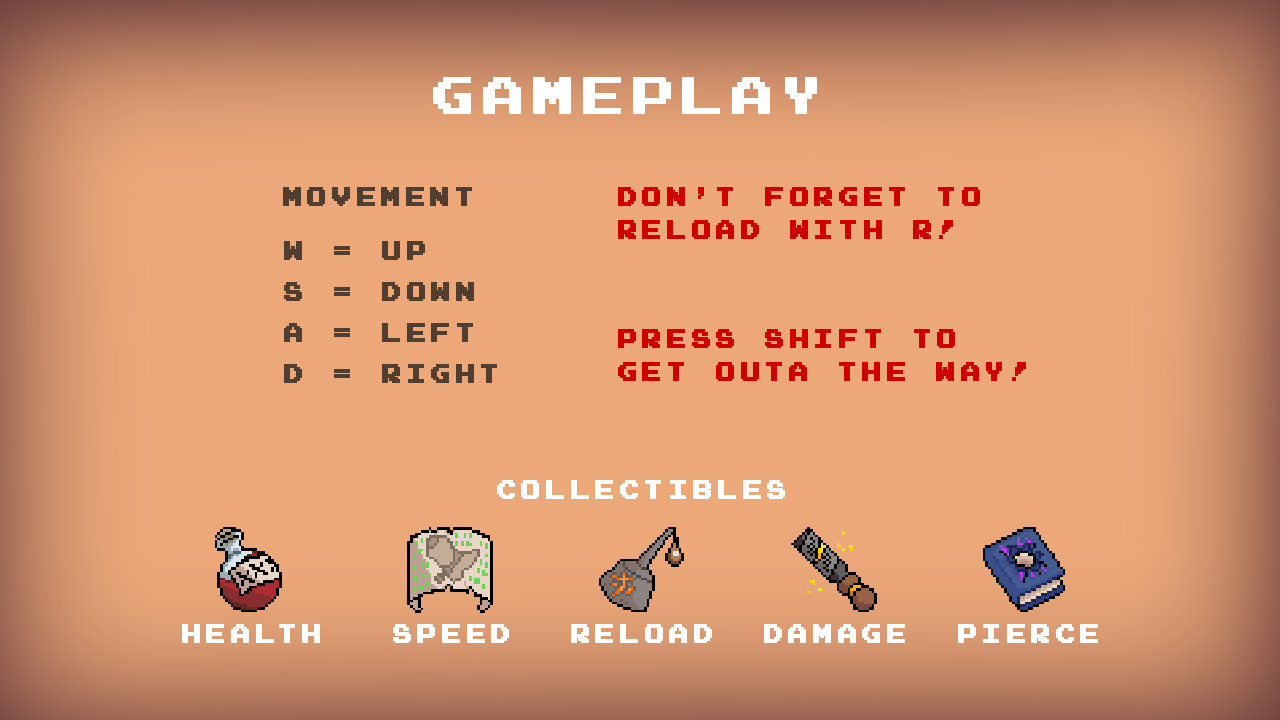 GAMEPLAY
MOVEMENT
W = UP
S = DOWN
A = LEFT
D = RIGHT
DON'T FORGET TO
RELOAD WITH R!
PRESS SHIFT TO
GET OUTA THE WAY!
COLLECTIBLES
HEALTH SPEED RELOAD DAMAGE PIERCE